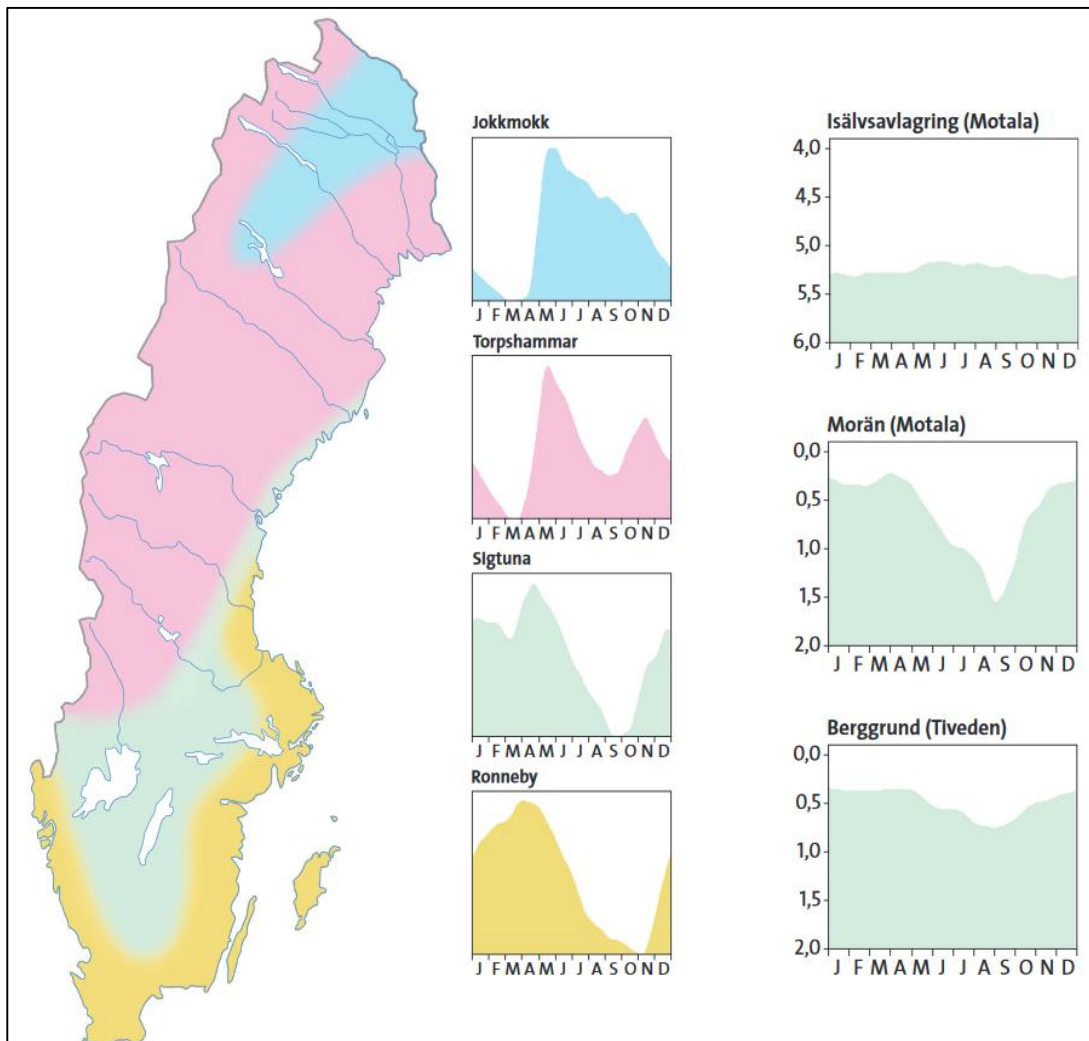 Jokkmokk
J F M A M J J A S O N D
Torpshammar
J F M A M J J A S O N D
Sigtuna
J F M A M J J A S O N D
Ronneby
J F M A M J J A S O N D
Isälvsavlagring (Motala)
4,0
4,5
5,0
5,5
6,0
J F M A M J J A S O N D
Morän (Motala)
0,0
0,5
1,0
1,5
2,0
J F M A M J J A S O N D
Berggrund (Tiveden)
0,0
0,5
1,0
1,5
2,0
J F M A M J J A S O N D